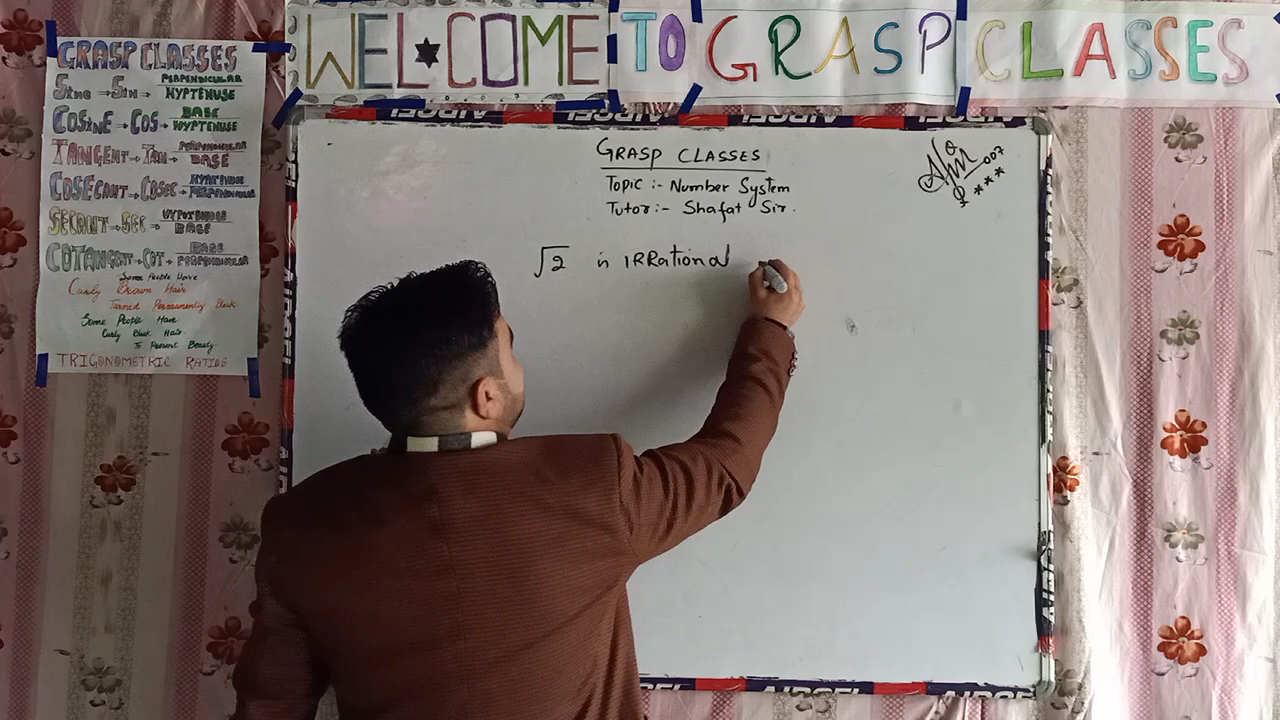 WELCOME TO GRASP CLASSES
GRASP CLASSES
SINE → SIN → PERPENDICULAR / HYPTENUSE
COSINE → COS → BASE / HYPTENUSE
TANGENT → TAN → PERPENDICULAR / BASE
COSECANT → COSEC → HYPTENUSE / PERPENDICULAR
SECANT → SEC → HYPOTENUSE / BASE
COTANGENT → COT → BASE / PERPENDICULAR
Some People Have
Curly Brown Hair
Turned Permanently Black
Some People Have
Curly Black Hair
To Present Beauty
TRIGONOMETRIC RATIOS
GRASP CLASSES
Topic :- Number System
Tutor :- Shafat Sir.
007
√2 is IRRational
AIRCEL